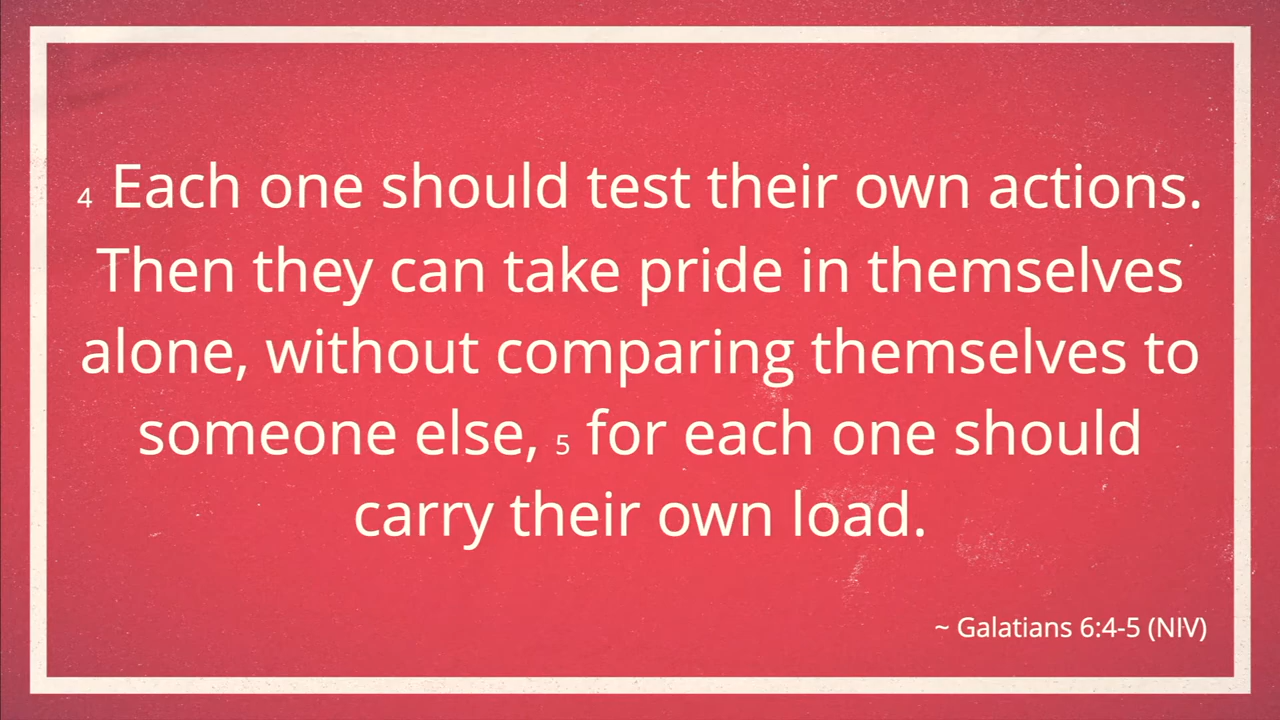 4 Each one should test their own actions.
Then they can take pride in themselves
alone, without comparing themselves to
someone else, 5 for each one should
carry their own load.
~ Galatians 6:4-5 (NIV)